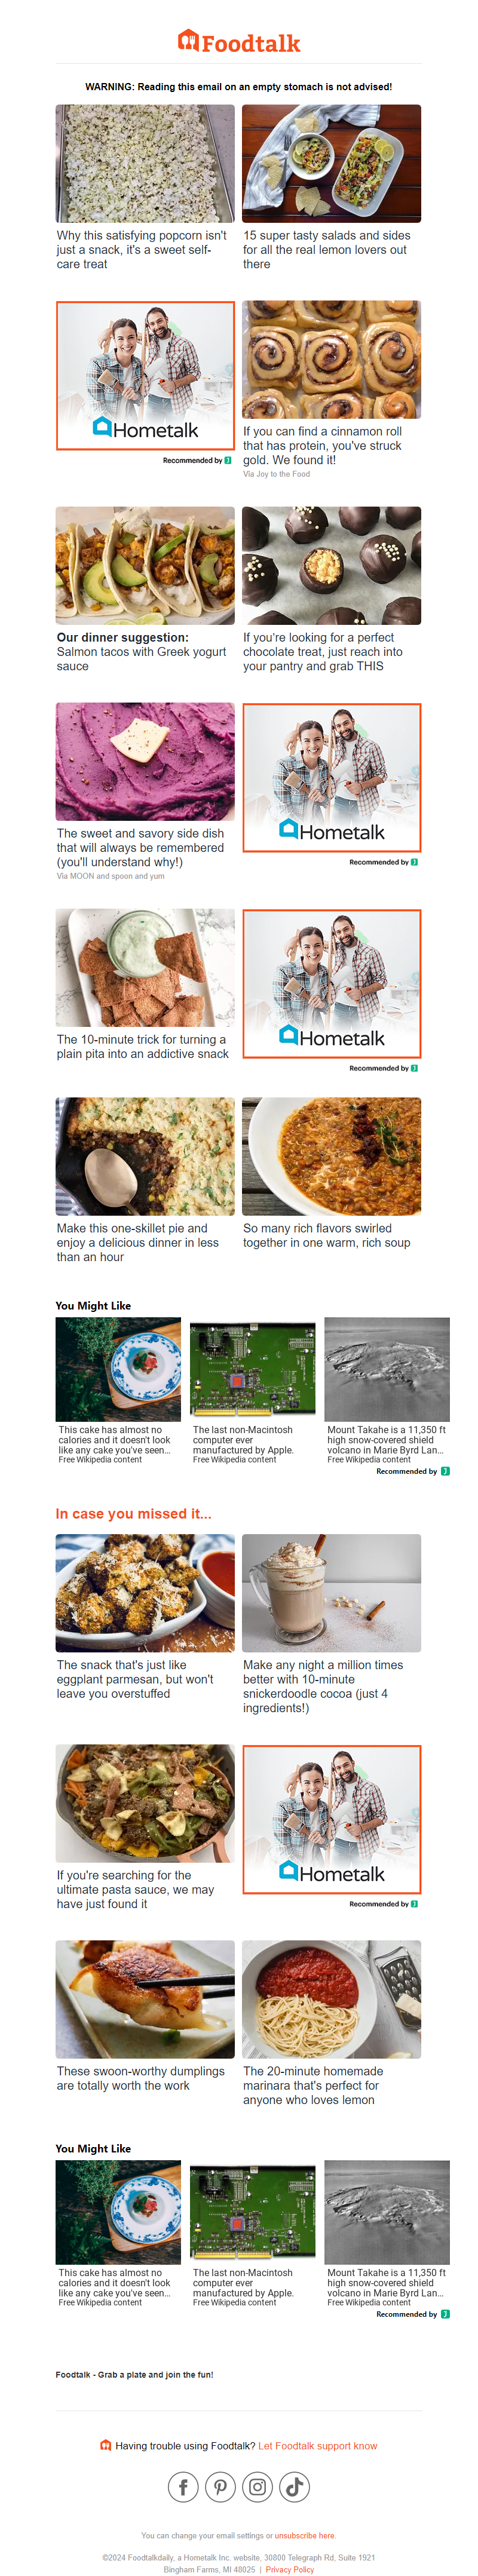 Foodtalk
WARNING: Reading this email on an empty stomach is not advised!
Why this satisfying popcorn isn't
just a snack, it's a sweet self-
care treat
15 super tasty salads and sides
for all the real lemon lovers out
there
Hometalk
Recommended by
If you can find a cinnamon roll
that has protein, you've struck
gold. We found it!
Via Joy to the Food
Our dinner suggestion:
Salmon tacos with Greek yogurt
sauce
If you're looking for a perfect
chocolate treat, just reach into
your pantry and grab THIS
The sweet and savory side dish
that will always be remembered
(you'll understand why!)
Via MOON and spoon and yum
Hometalk
Recommended by
The 10-minute trick for turning a
plain pita into an addictive snack
Hometalk
Recommended by
Make this one-skillet pie and
enjoy a delicious dinner in less
than an hour
So many rich flavors swirled
together in one warm, rich soup
You Might Like
This cake has almost no
calories and it doesn't look
like any cake you've seen...
Free Wikipedia content
The last non-Macintosh
computer ever
manufactured by Apple.
Free Wikipedia content
Mount Takahe is a 11,350 ft
high snow-covered shield
volcano in Marie Byrd Lan...
Free Wikipedia content
Recommended by
In case you missed it...
The snack that's just like
eggplant parmesan, but won't
leave you overstuffed
Make any night a million times
better with 10-minute
snickerdoodle cocoa (just 4
ingredients!)
If you're searching for the
ultimate pasta sauce, we may
have just found it
Hometalk
Recommended by
These swoon-worthy dumplings
are totally worth the work
The 20-minute homemade
marinara that's perfect for
anyone who loves lemon
You Might Like
This cake has almost no
calories and it doesn't look
like any cake you've seen...
Free Wikipedia content
The last non-Macintosh
computer ever
manufactured by Apple.
Free Wikipedia content
Mount Takahe is a 11,350 ft
high snow-covered shield
volcano in Marie Byrd Lan...
Free Wikipedia content
Recommended by
Foodtalk - Grab a plate and join the fun!
Having trouble using Foodtalk? Let Foodtalk support know
You can change your email settings or unsubscribe here.
©2024 Foodtalkdaily, a Hometalk Inc. website, 30800 Telegraph Rd, Suite 1921
Bingham Farms, MI 48025 | Privacy Policy